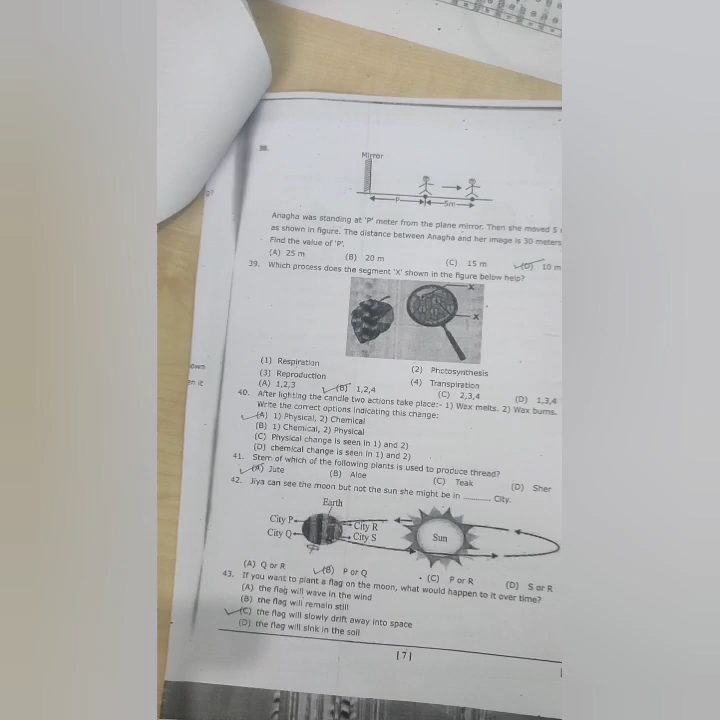 38.
Mirror
P
5m
Anagha was standing at 'P' meter from the plane mirror. Then she moved 5
as shown in figure. The distance between Anagha and her image is 30 meters
Find the value of 'P'.
(A) 25 m (B) 20 m (C) 15 m (D) 10 m
39. Which process does the segment 'X' shown in the figure below help?
X
X
(1) Respiration (2) Photosynthesis
(3) Reproduction (4) Transpiration
(A) 1,2,3 (B) 1,2,4 (C) 2,3,4 (D) 1,3,4
40. After lighting the candle two actions take place:- 1) Wax melts. 2) Wax burns.
Write the correct options indicating this change:
(A) 1) Physical, 2) Chemical
(B) 1) Chemical, 2) Physical
(C) Physical change is seen in 1) and 2)
(D) chemical change is seen in 1) and 2)
41. Stem of which of the following plants is used to produce thread?
(A) Jute (B) Aloe (C) Teak (D) Sher
42. Jiya can see the moon but not the sun she might be in ______ City.
Earth
City P
City R
City Q
City S
Sun
(A) Q or R (B) P or Q (C) P or R (D) S or R
43. If you want to plant a flag on the moon, what would happen to it over time?
(A) the flag will wave in the wind
(B) the flag will remain still
(C) the flag will slowly drift away into space
(D) the flag will sink in the soil
[7]